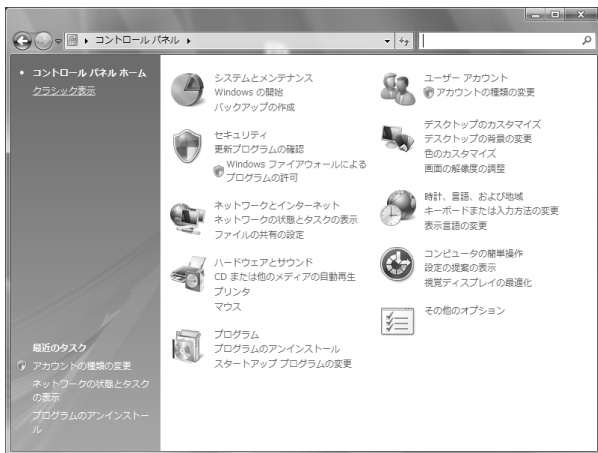 コントロール パネル
コントロール パネル ホーム
クラシック表示
最近のタスク
アカウントの種類の変更
ネットワークの状態とタスク
の表示
プログラムのアンインストー
ル
システムとメンテナンス
Windows の開始
バックアップの作成
セキュリティ
更新プログラムの確認
Windows ファイアウォールによる
プログラムの許可
ネットワークとインターネット
ネットワークの状態とタスクの表示
ファイルの共有の設定
ハードウェアとサウンド
CD または他のメディアの自動再生
プリンタ
マウス
プログラム
プログラムのアンインストール
スタートアップ プログラムの変更
ユーザー アカウント
アカウントの種類の変更
デスクトップのカスタマイズ
デスクトップの背景の変更
色のカスタマイズ
画面の解像度の調整
時計、言語、および地域
キーボードまたは入力方法の変更
表示言語の変更
コンピュータの簡単操作
設定の提案の表示
視覚ディスプレイの最適化
その他のオプション